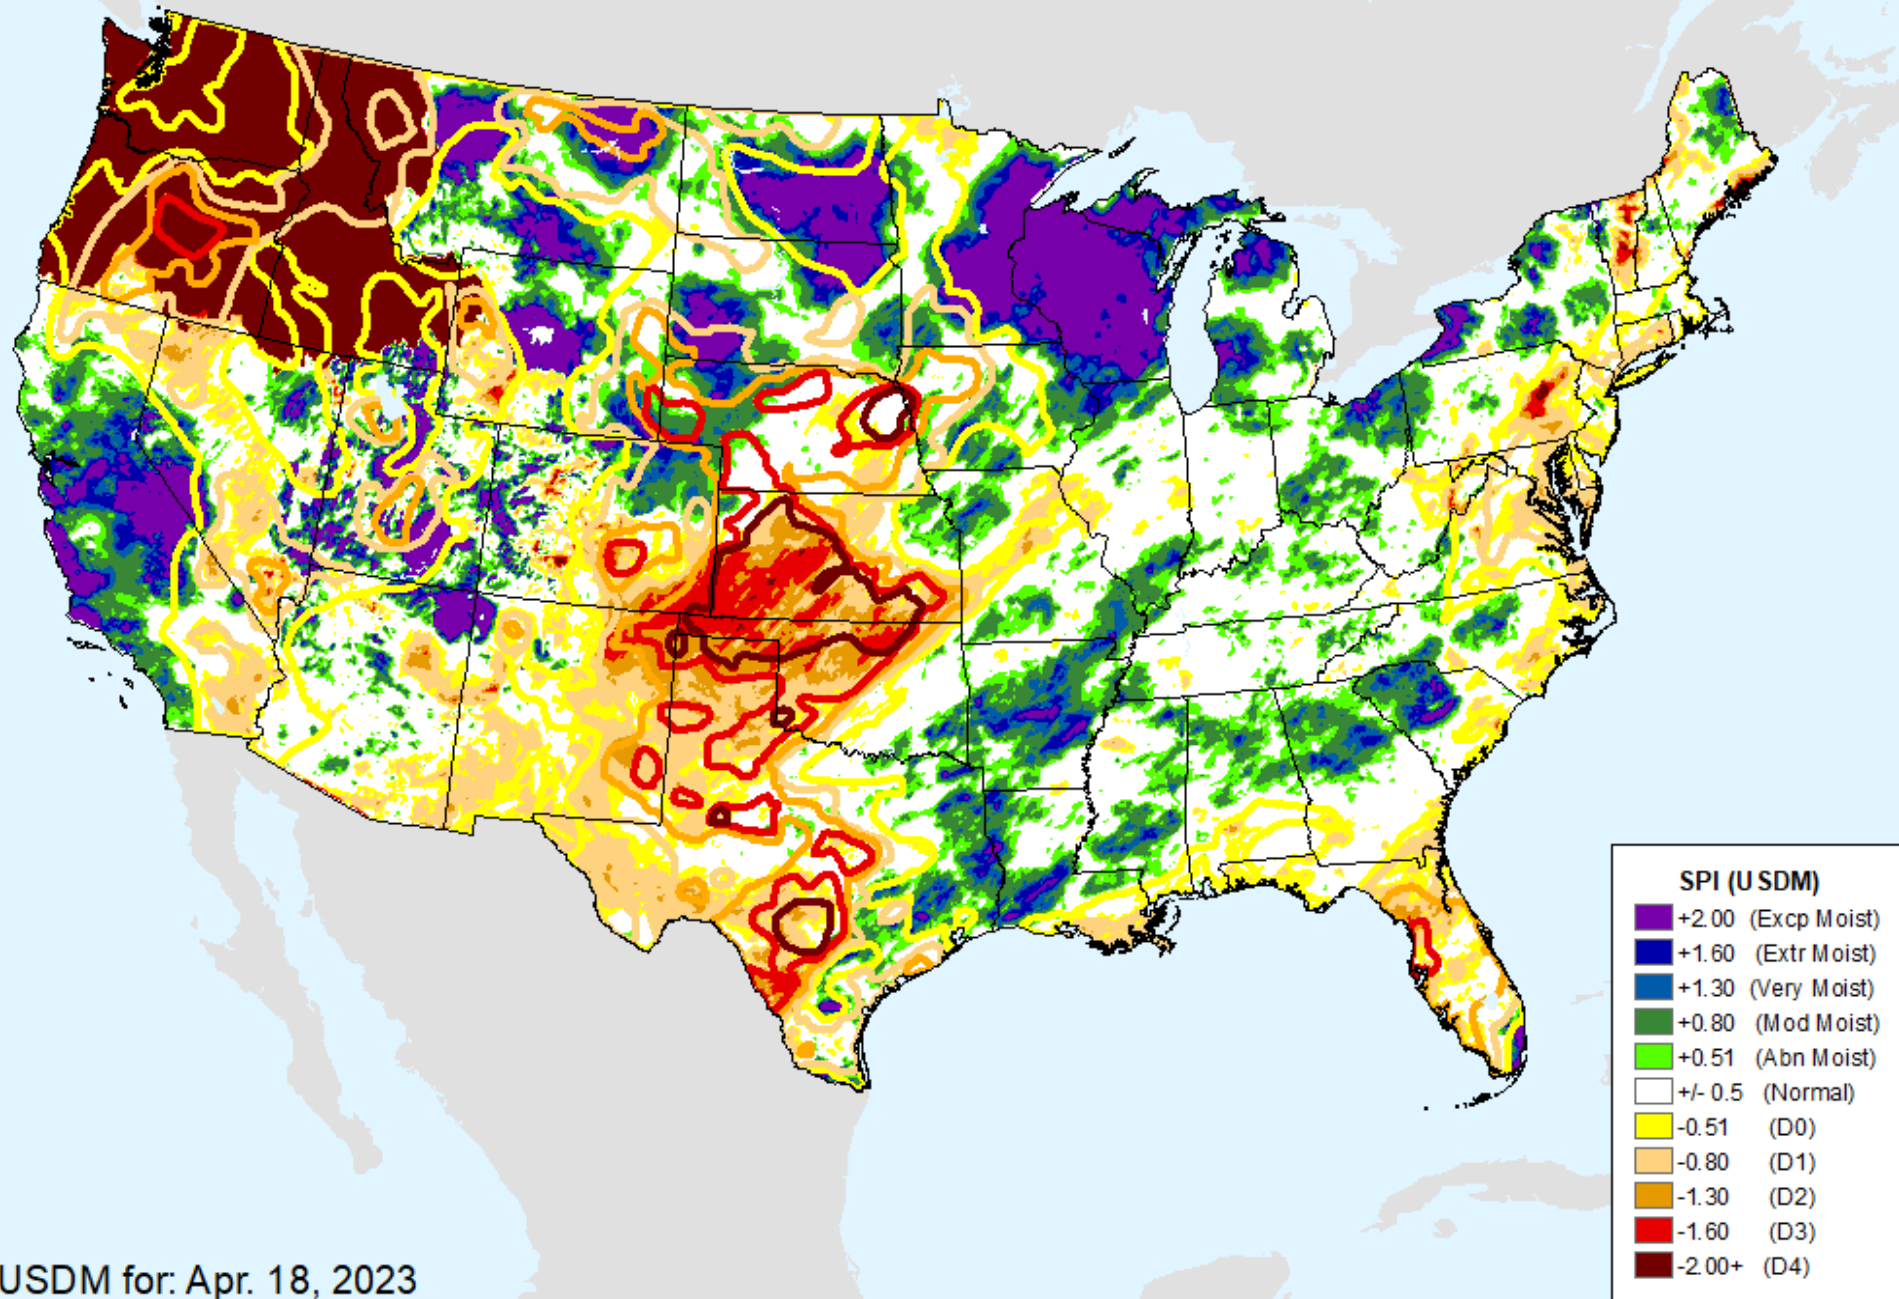 SPI (USDM)
+2.00 (Excp Moist)
+1.60 (Extr Moist)
+1.30 (Very Moist)
+0.80 (Mod Moist)
+0.51 (Abn Moist)
+/- 0.5 (Normal)
-0.51 (D0)
-0.80 (D1)
-1.30 (D2)
-1.60 (D3)
-2.00+ (D4)
USDM for: Apr. 18, 2023